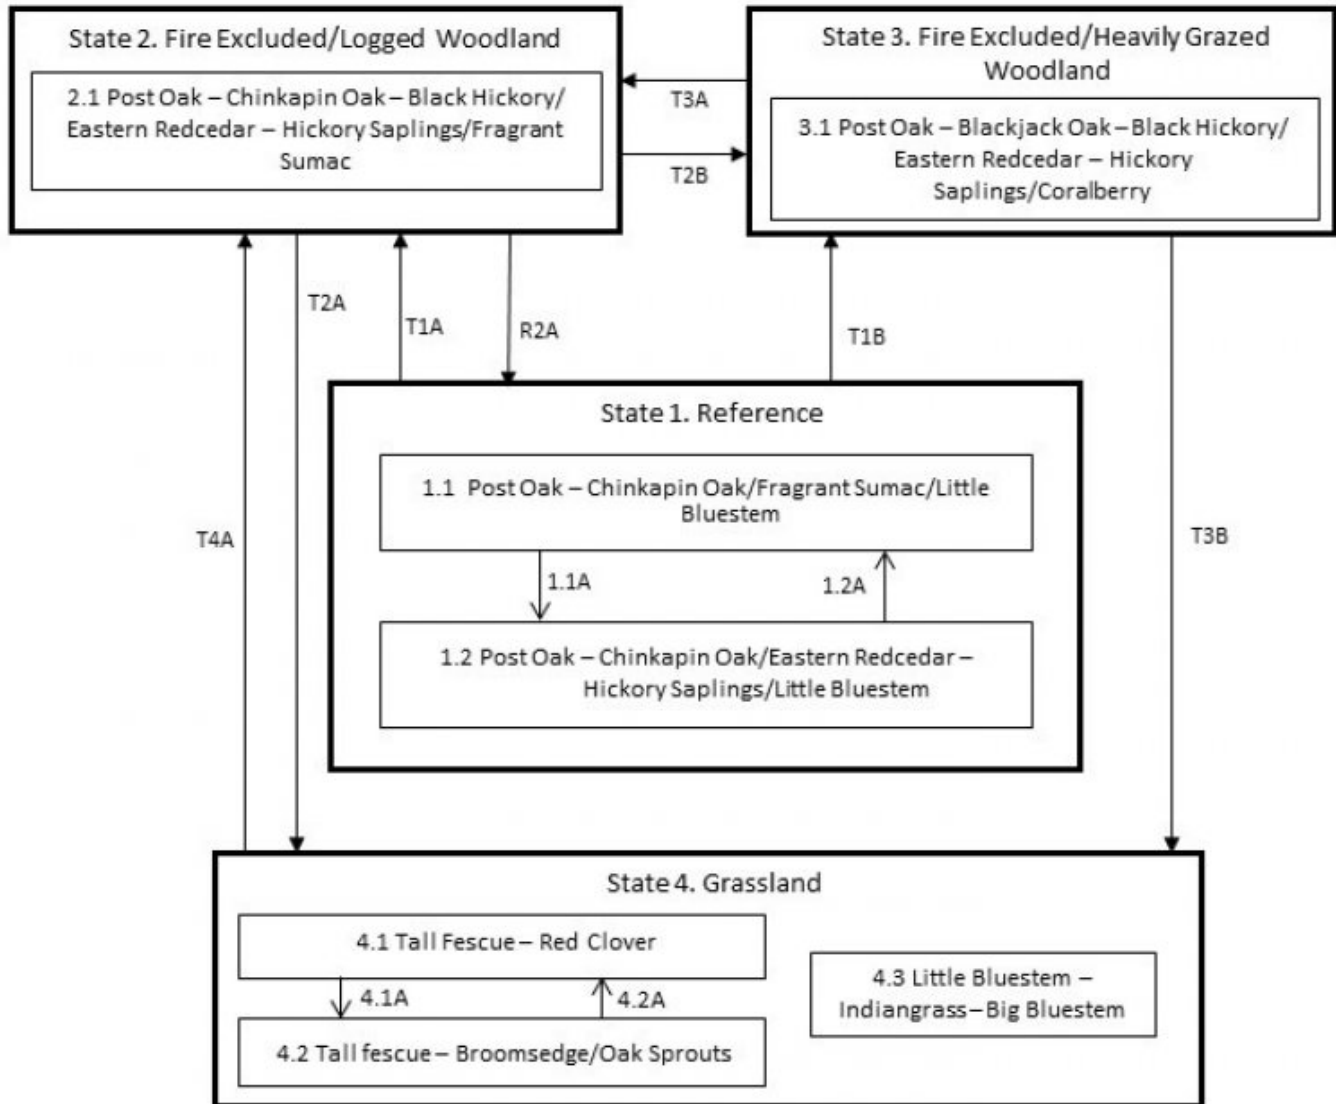 State 2. Fire Excluded/Logged Woodland
2.1 Post Oak – Chinkapin Oak – Black Hickory/
Eastern Redcedar – Hickory Saplings/Fragrant
Sumac
State 3. Fire Excluded/Heavily Grazed
Woodland
3.1 Post Oak – Blackjack Oak – Black Hickory/
Eastern Redcedar – Hickory
Saplings/Coralberry
T3A
T2B
T2A
T1A
R2A
T1B
State 1. Reference
1.1 Post Oak – Chinkapin Oak/Fragrant Sumac/Little
Bluestem
1.1A
1.2A
1.2 Post Oak – Chinkapin Oak/Eastern Redcedar –
Hickory Saplings/Little Bluestem
T4A
T3B
State 4. Grassland
4.1 Tall Fescue – Red Clover
4.1A
4.2A
4.2 Tall fescue – Broomsedge/Oak Sprouts
4.3 Little Bluestem –
Indiangrass – Big Bluestem